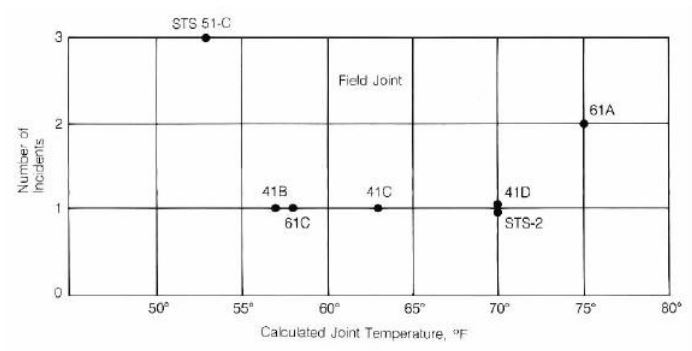 STS 51-C
3
Field Joint
61A
2
Number of
Incidents
41B
41C
41D
1
61C
STS-2
0
50° 55° 60° 65° 70° 75° 80°
Calculated Joint Temperature, °F